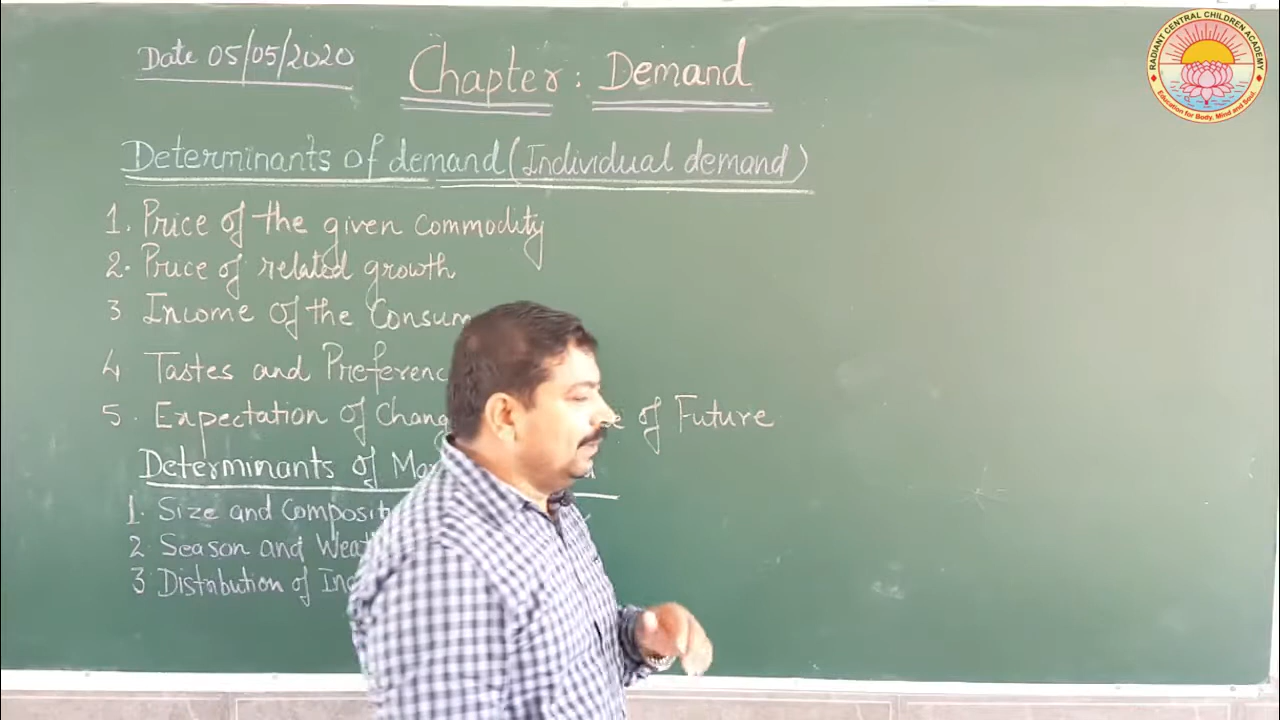 Date 05/05/2020
Chapter: Demand
RADIANT CENTRAL CHILDREN ACADEMY
Education for Body, Mind and Soul
Determinants of demand (Individual demand)
1. Price of the given commodity
2. Price of related growth
3 Income of the Consum
4 Tastes and Preferenc
5. Expectation of Chang of Future
Determinants of Ma
1. Size and Composit
2 Season and Weat
3 Distribution of Inc